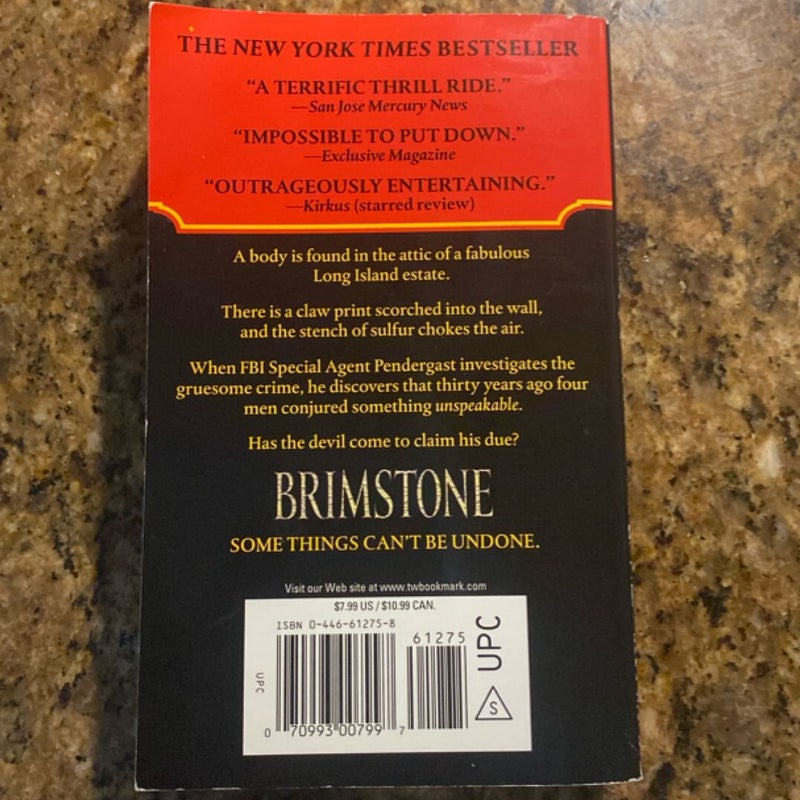 THE NEW YORK TIMES BESTSELLER
“A TERRIFIC THRILL RIDE.”
—San Jose Mercury News
“IMPOSSIBLE TO PUT DOWN.”
—Exclusive Magazine
“OUTRAGEOUSLY ENTERTAINING.”
—Kirkus (starred review)
A body is found in the attic of a fabulous
Long Island estate.
There is a claw print scorched into the wall,
and the stench of sulfur chokes the air.
When FBI Special Agent Pendergast investigates the
gruesome crime, he discovers that thirty years ago four
men conjured something unspeakable.
Has the devil come to claim his due?
BRIMSTONE
SOME THINGS CAN’T BE UNDONE.
Visit our Web site at www.twbookmark.com
$7.99 US / $10.99 CAN.
ISBN 0-446-61275-8
61275
UPC
UPC
S
0 70993 00799 7